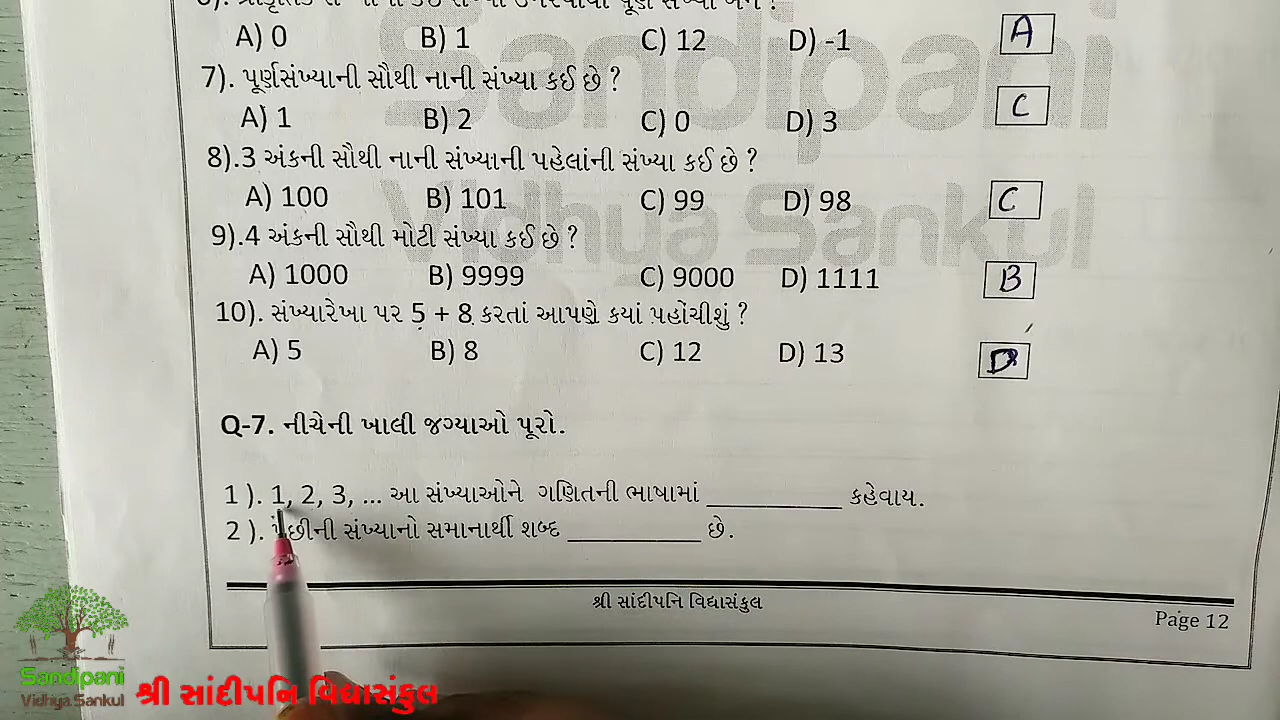 A) 0 B) 1 C) 12 D) -1 A
7). પૂર્ણસંખ્યાની સૌથી નાની સંખ્યા કઈ છે ?
A) 1 B) 2 C) 0 D) 3 C
8).3 અંકની સૌથી નાની સંખ્યાની પહેલાંની સંખ્યા કઈ છે ?
A) 100 B) 101 C) 99 D) 98 C
9).4 અંકની સૌથી મોટી સંખ્યા કઈ છે ?
A) 1000 B) 9999 C) 9000 D) 1111 B
10). સંખ્યારેખા પર 5 + 8 કરતાં આપણે કયાં પહોંચીશું ?
A) 5 B) 8 C) 12 D) 13 D
Q-7. નીચેની ખાલી જગ્યાઓ પૂરો.
1 ). 1, 2, 3, ... આ સંખ્યાઓને ગણિતની ભાષામાં __________ કહેવાય.
2 ). પછીની સંખ્યાનો સમાનાર્થી શબ્દ __________ છે.
શ્રી સાંદીપનિ વિદ્યાસંકુલ
Page 12
Sandipani
Vidhya Sankul
Sandipani
Vidhya Sankul
શ્રી સાંદીપનિ વિદ્યાસંકુલ